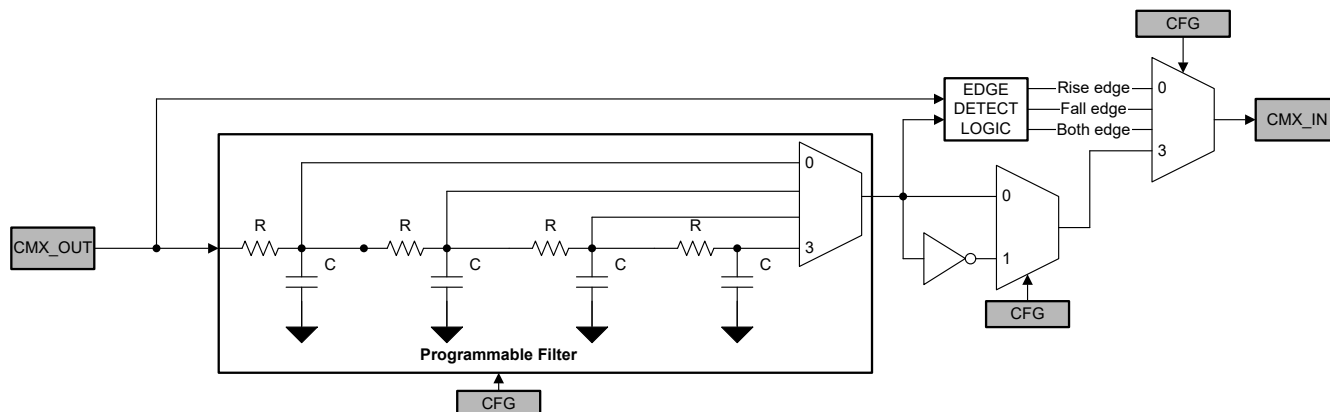 CFG
EDGE
DETECT
LOGIC
Rise edge
Fall edge
Both edge
0
3
CMX_IN
0
3
R
R
R
R
C
C
C
C
CMX_OUT
0
1
CFG
Programmable Filter
CFG